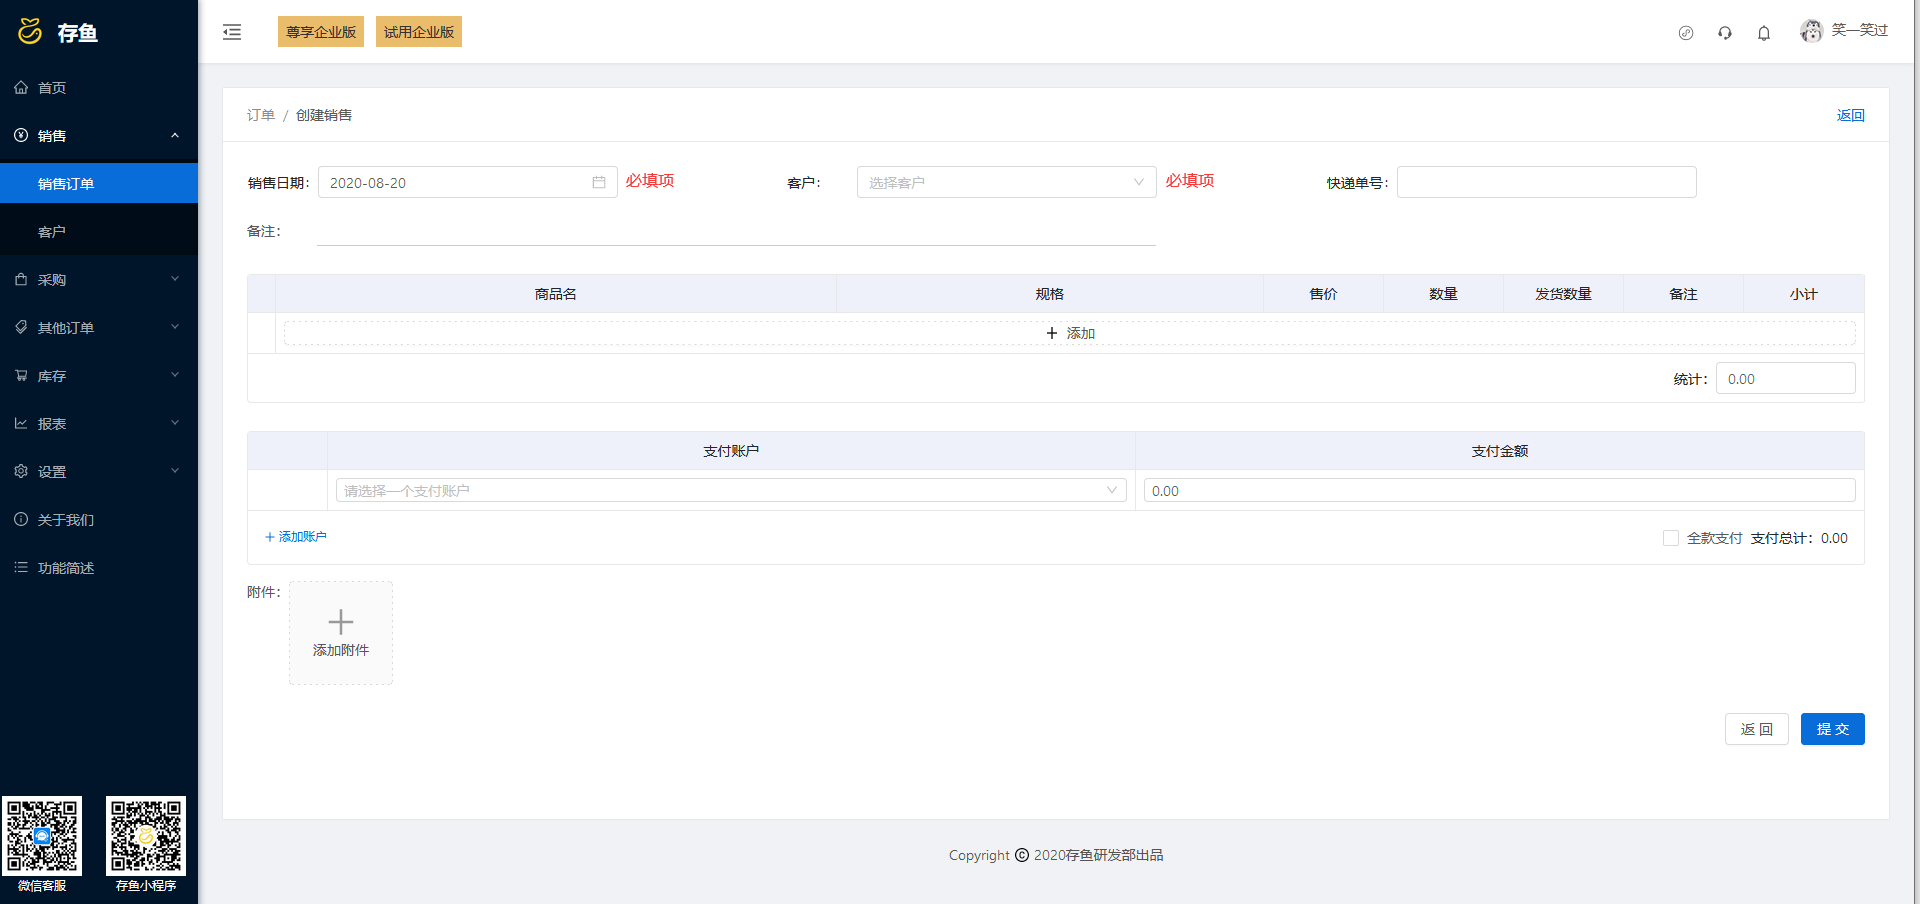 存鱼
尊享企业版 试用企业版
笑一笑过
首页
销售
销售订单
客户
采购
其他订单
库存
报表
设置
关于我们
功能简述
微信客服 存鱼小程序
订单 / 创建销售 返回
销售日期: 2020-08-20 必填项 客户: 选择客户 必填项 快递单号:
备注:
商品名 规格 售价 数量 发货数量 备注 小计
+ 添加
统计: 0.00
支付账户 支付金额
请选择一个支付账户 0.00
+ 添加账户 全款支付 支付总计: 0.00
附件:
添加附件
返 回 提 交
Copyright © 2020存鱼研发部出品